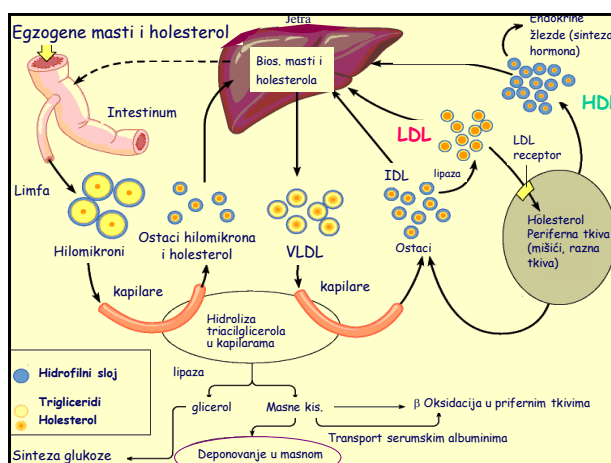 Jetra
Egzogene masti i holesterol
Endokrine
žlezde (sinteza
hormona)
Bios. masti i
holesterola
HDL
Intestinum
LDL
LDL
receptor
IDL
lipaza
Limfa
Holesterol
Periferna tkiva
(mišići, razna
tkiva)
Hilomikroni
Ostaci hilomikrona
i holesterol
VLDL
Ostaci
kapilare
kapilare
Hidroliza
triacilglicerola
u kapilarama
Hidrofilni sloj
lipaza
Trigliceridi
Holesterol
glicerol
Masne kis.
β Oksidacija u prifernim tkivima
Transport serumskim albuminima
Sinteza glukoze
Deponovanje u masnom